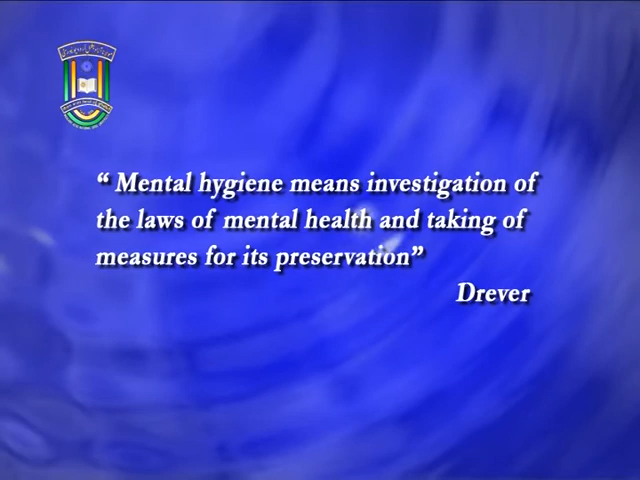 “ Mental hygiene means investigation of
the laws of mental health and taking of
measures for its preservation”
Drever